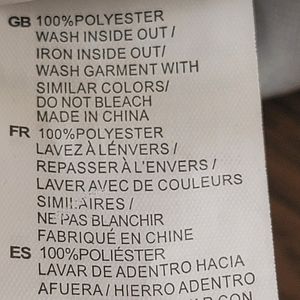 GB 100%POLYESTER
WASH INSIDE OUT /
IRON INSIDE OUT/
WASH GARMENT WITH
SIMILAR COLORS/
DO NOT BLEACH
MADE IN CHINA
FR 100%POLYESTER
LAVEZ À LÉNVERS /
REPASSER À L'ENVERS /
LAVER AVEC DE COULEURS
SIMILAIRES /
NE PAS BLANCHIR
FABRIQUÉ EN CHINE
ES 100%POLIÉSTER
LAVAR DE ADENTRO HACIA
AFUERA / HIERRO ADENTRO
CON